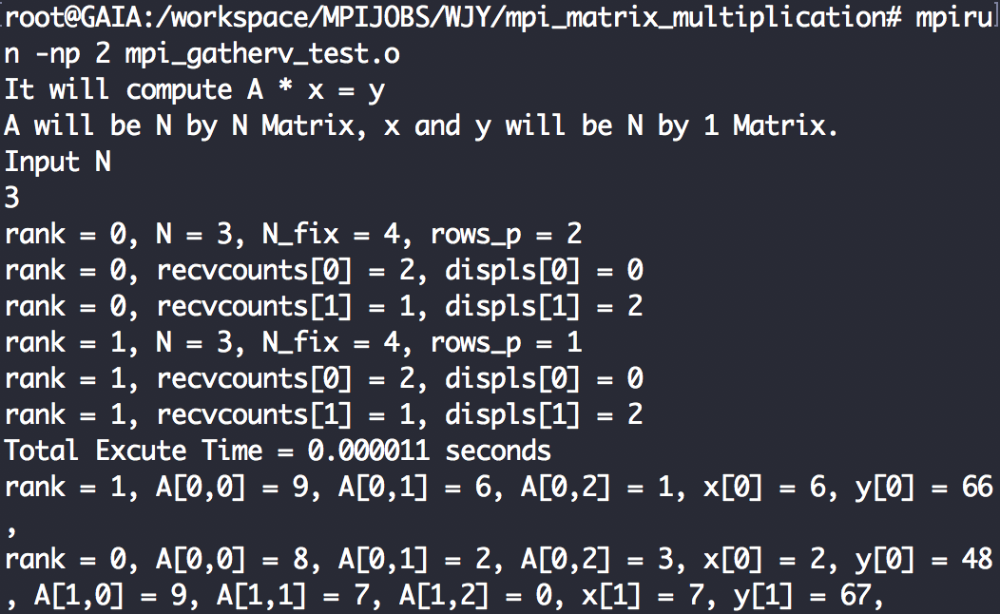 root@GAIA:/workspace/MPIJOBS/WJY/mpi_matrix_multiplication# mpiru
n -np 2 mpi_gatherv_test.o
It will compute A * x = y
A will be N by N Matrix, x and y will be N by 1 Matrix.
Input N
3
rank = 0, N = 3, N_fix = 4, rows_p = 2
rank = 0, recvcounts[0] = 2, displs[0] = 0
rank = 0, recvcounts[1] = 1, displs[1] = 2
rank = 1, N = 3, N_fix = 4, rows_p = 1
rank = 1, recvcounts[0] = 2, displs[0] = 0
rank = 1, recvcounts[1] = 1, displs[1] = 2
Total Excute Time = 0.000011 seconds
rank = 1, A[0,0] = 9, A[0,1] = 6, A[0,2] = 1, x[0] = 6, y[0] = 66
,
rank = 0, A[0,0] = 8, A[0,1] = 2, A[0,2] = 3, x[0] = 2, y[0] = 48
, A[1,0] = 9, A[1,1] = 7, A[1,2] = 0, x[1] = 7, y[1] = 67,